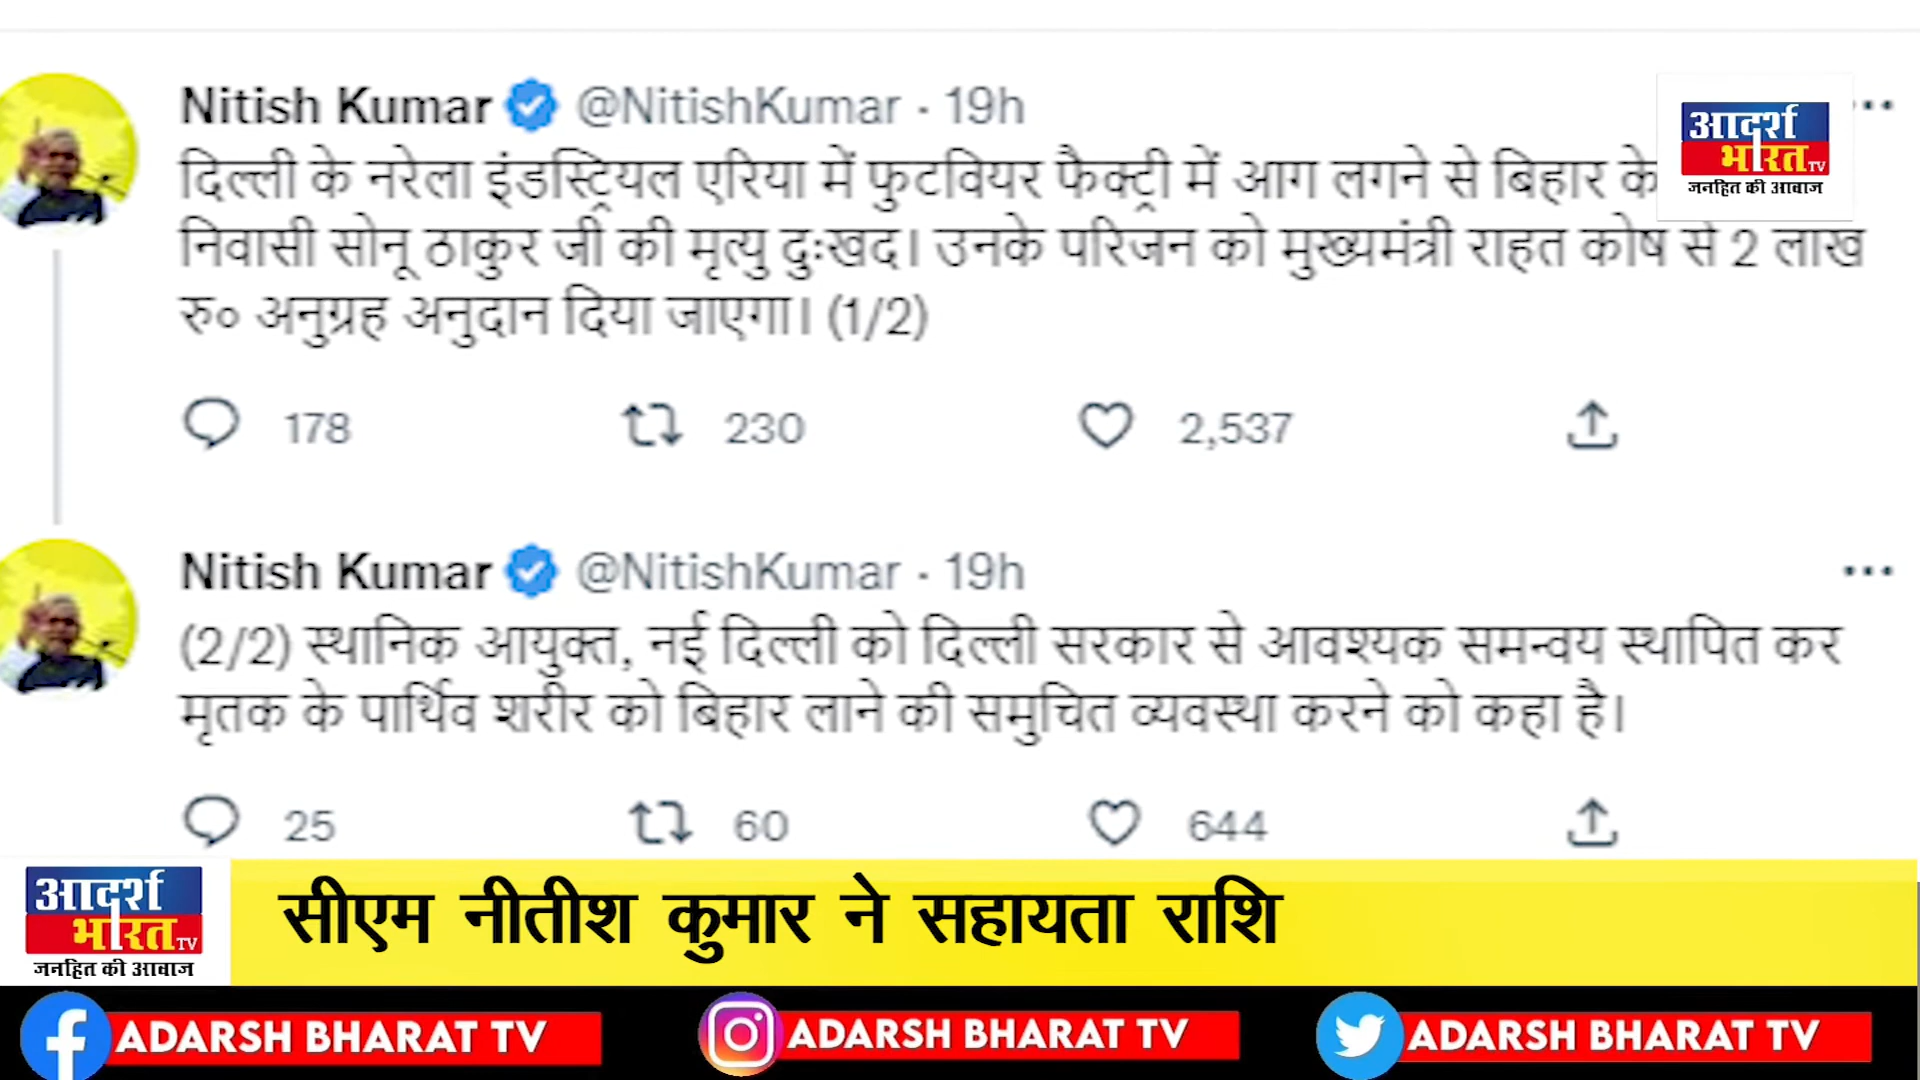 Nitish Kumar @NitishKumar · 19h
दिल्ली के नरेला इंडस्ट्रियल एरिया में फुटवियर फैक्ट्री में आग लगने से बिहार के
निवासी सोनू ठाकुर जी की मृत्यु दुःखद। उनके परिजन को मुख्यमंत्री राहत कोष से 2 लाख
रु० अनुग्रह अनुदान दिया जाएगा। (1/2)
178 230 2,537
आदर्श
भारत TV
जनहित की आवाज
Nitish Kumar @NitishKumar · 19h
(2/2) स्थानिक आयुक्त, नई दिल्ली को दिल्ली सरकार से आवश्यक समन्वय स्थापित कर
मृतक के पार्थिव शरीर को बिहार लाने की समुचित व्यवस्था करने को कहा है।
25 60 644
आदर्श
भारत TV
जनहित की आवाज
सीएम नीतीश कुमार ने सहायता राशि
ADARSH BHARAT TV ADARSH BHARAT TV ADARSH BHARAT TV